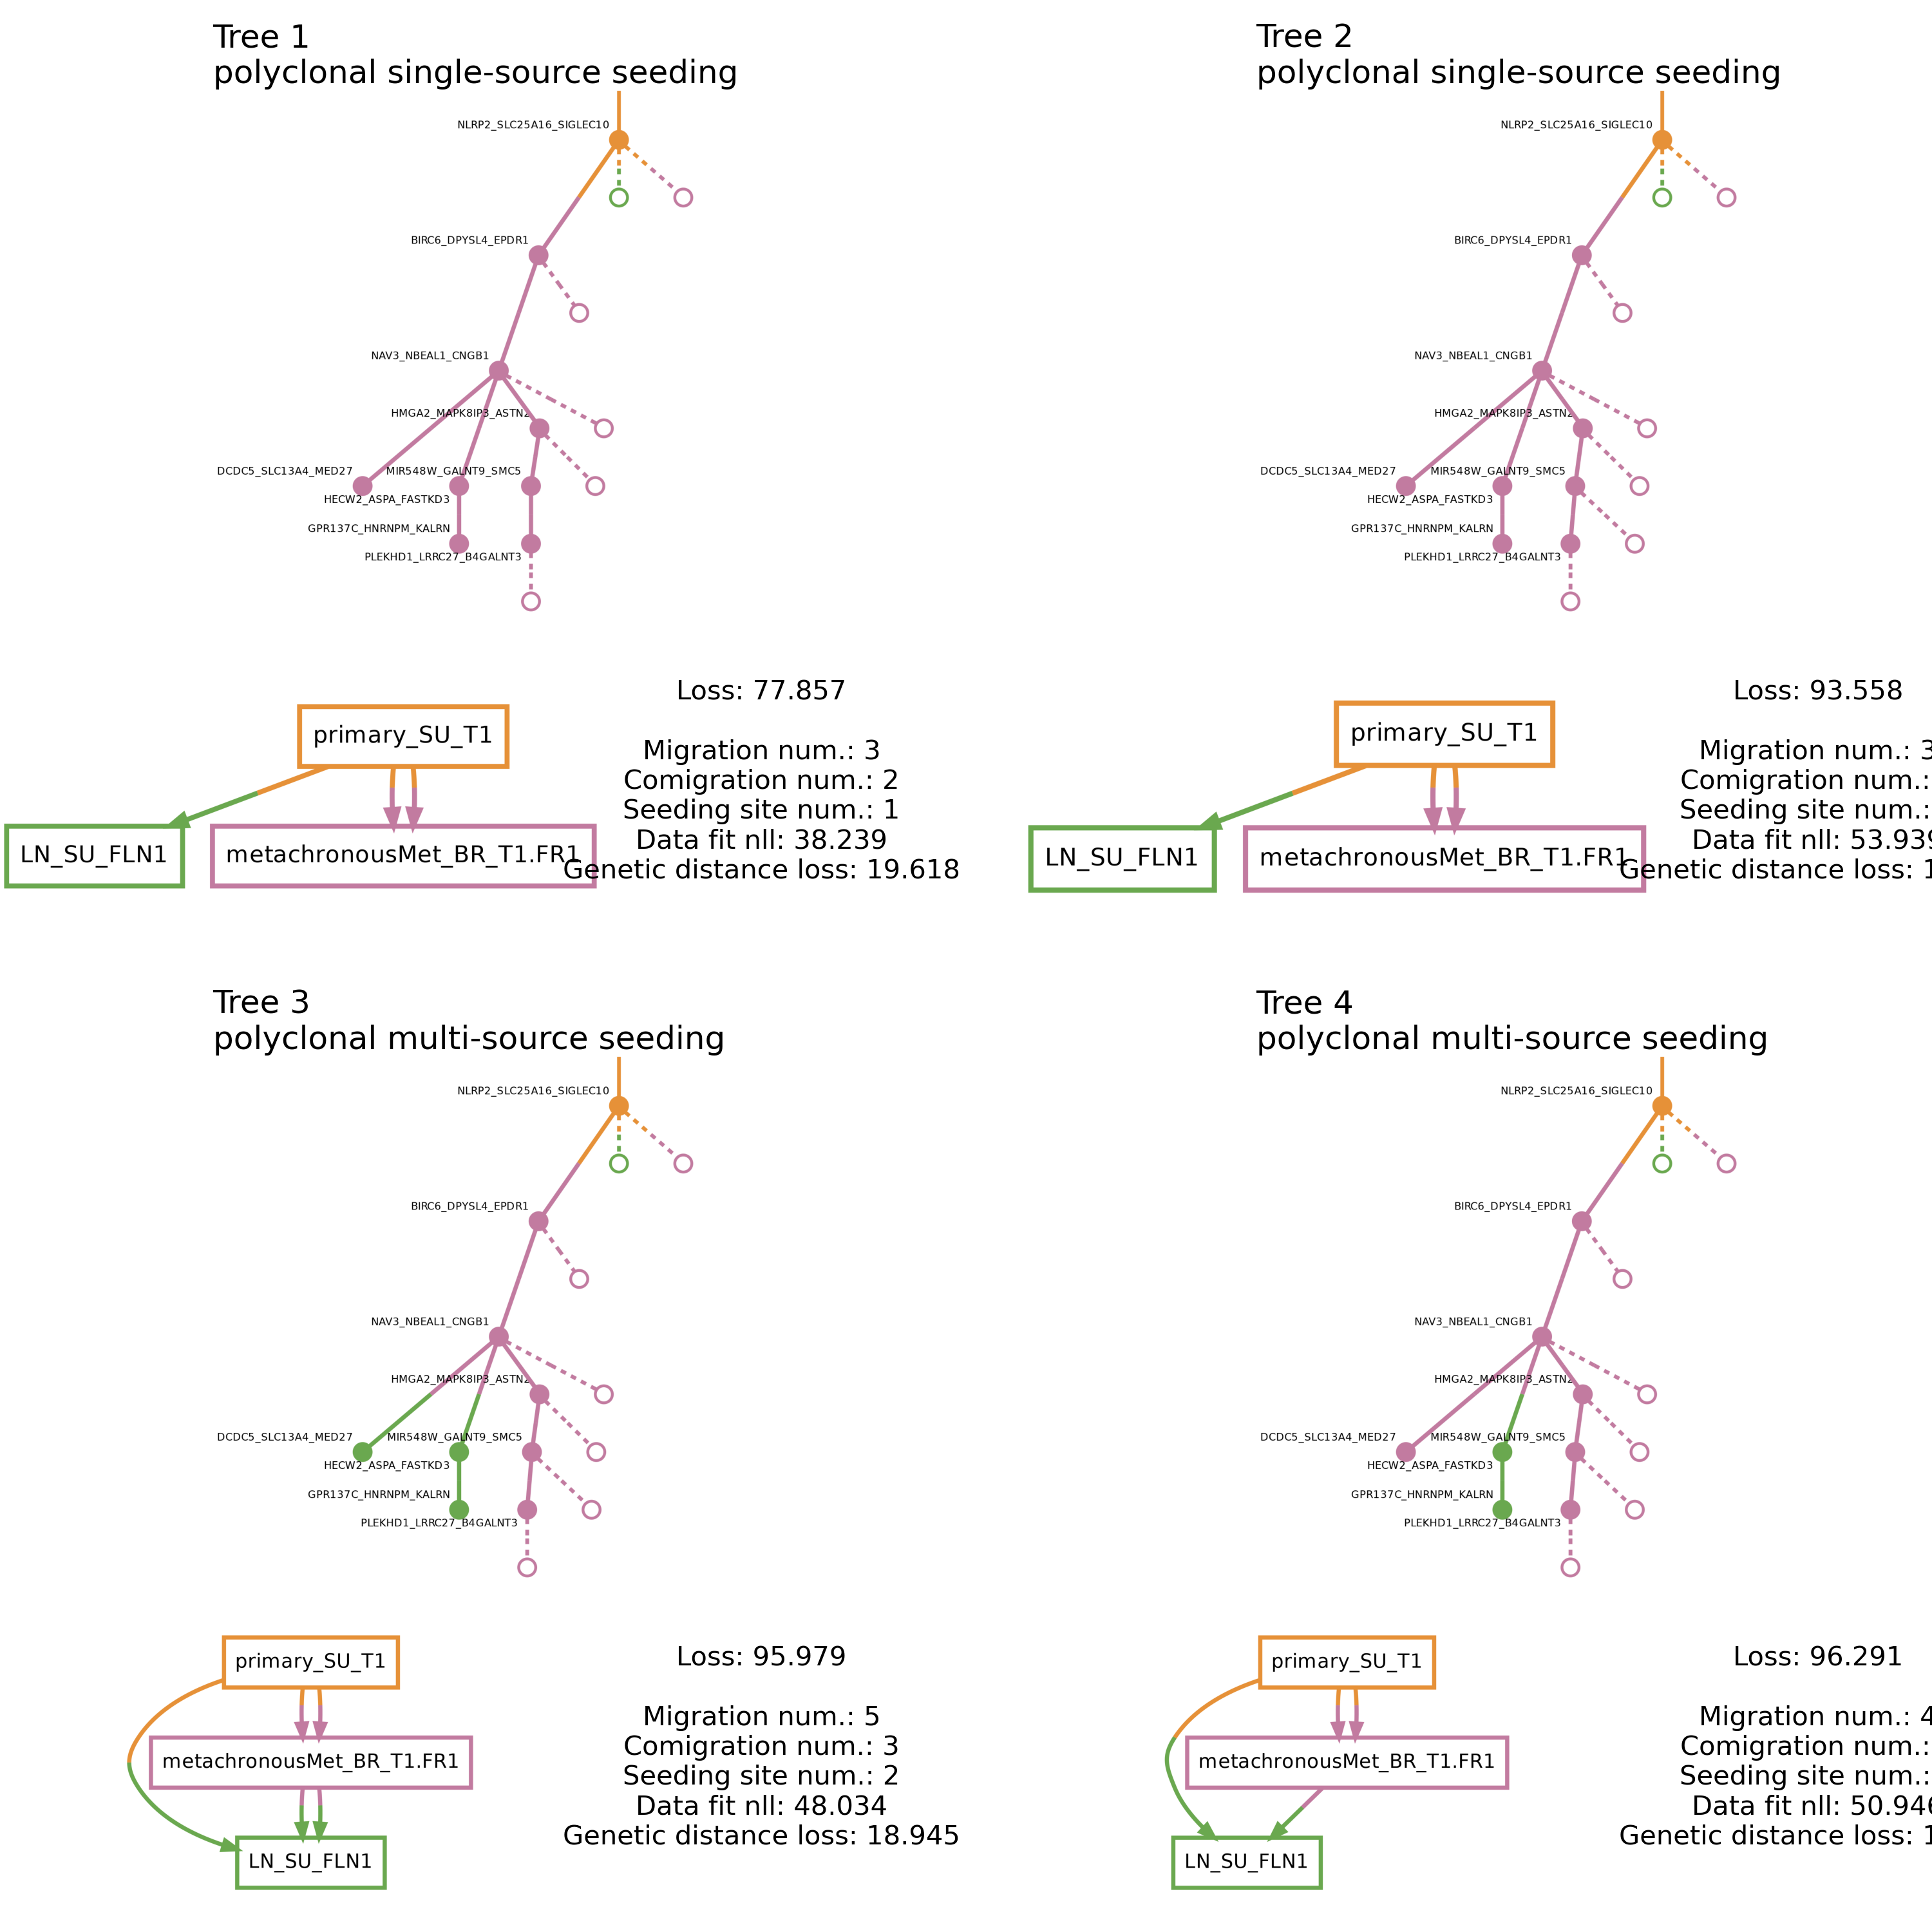 Tree 1
polyclonal single-source seeding
NLRP2_SLC25A16_SIGLEC10
BIRC6_DPYSL4_EPDR1
NAV3_NBEAL1_CNGB1
HMGA2_MAPK8IP3_ASTN2
DCDC5_SLC13A4_MED27
MIR548W_GALNT9_SMC5
HECW2_ASPA_FASTKD3
GPR137C_HNRNPM_KALRN
PLEKHD1_LRRC27_B4GALNT3
primary_SU_T1
LN_SU_FLN1
metachronousMet_BR_T1.FR1
Loss: 77.857
Migration num.: 3
Comigration num.: 2
Seeding site num.: 1
Data fit nll: 38.239
Genetic distance loss: 19.618
Tree 2
polyclonal single-source seeding
NLRP2_SLC25A16_SIGLEC10
BIRC6_DPYSL4_EPDR1
NAV3_NBEAL1_CNGB1
HMGA2_MAPK8IP3_ASTN2
DCDC5_SLC13A4_MED27
MIR548W_GALNT9_SMC5
HECW2_ASPA_FASTKD3
GPR137C_HNRNPM_KALRN
PLEKHD1_LRRC27_B4GALNT3
primary_SU_T1
LN_SU_FLN1
metachronousMet_BR_T1.FR1
Loss: 93.558
Migration num.: 3
Comigration num.:
Seeding site num.:
Data fit nll: 53.939
Genetic distance loss: 1
Tree 3
polyclonal multi-source seeding
NLRP2_SLC25A16_SIGLEC10
BIRC6_DPYSL4_EPDR1
NAV3_NBEAL1_CNGB1
HMGA2_MAPK8IP3_ASTN2
DCDC5_SLC13A4_MED27
MIR548W_GALNT9_SMC5
HECW2_ASPA_FASTKD3
GPR137C_HNRNPM_KALRN
PLEKHD1_LRRC27_B4GALNT3
primary_SU_T1
metachronousMet_BR_T1.FR1
LN_SU_FLN1
Loss: 95.979
Migration num.: 5
Comigration num.: 3
Seeding site num.: 2
Data fit nll: 48.034
Genetic distance loss: 18.945
Tree 4
polyclonal multi-source seeding
NLRP2_SLC25A16_SIGLEC10
BIRC6_DPYSL4_EPDR1
NAV3_NBEAL1_CNGB1
HMGA2_MAPK8IP3_ASTN2
DCDC5_SLC13A4_MED27
MIR548W_GALNT9_SMC5
HECW2_ASPA_FASTKD3
GPR137C_HNRNPM_KALRN
PLEKHD1_LRRC27_B4GALNT3
primary_SU_T1
metachronousMet_BR_T1.FR1
LN_SU_FLN1
Loss: 96.291
Migration num.: 4
Comigration num.:
Seeding site num.:
Data fit nll: 50.946
Genetic distance loss: 1